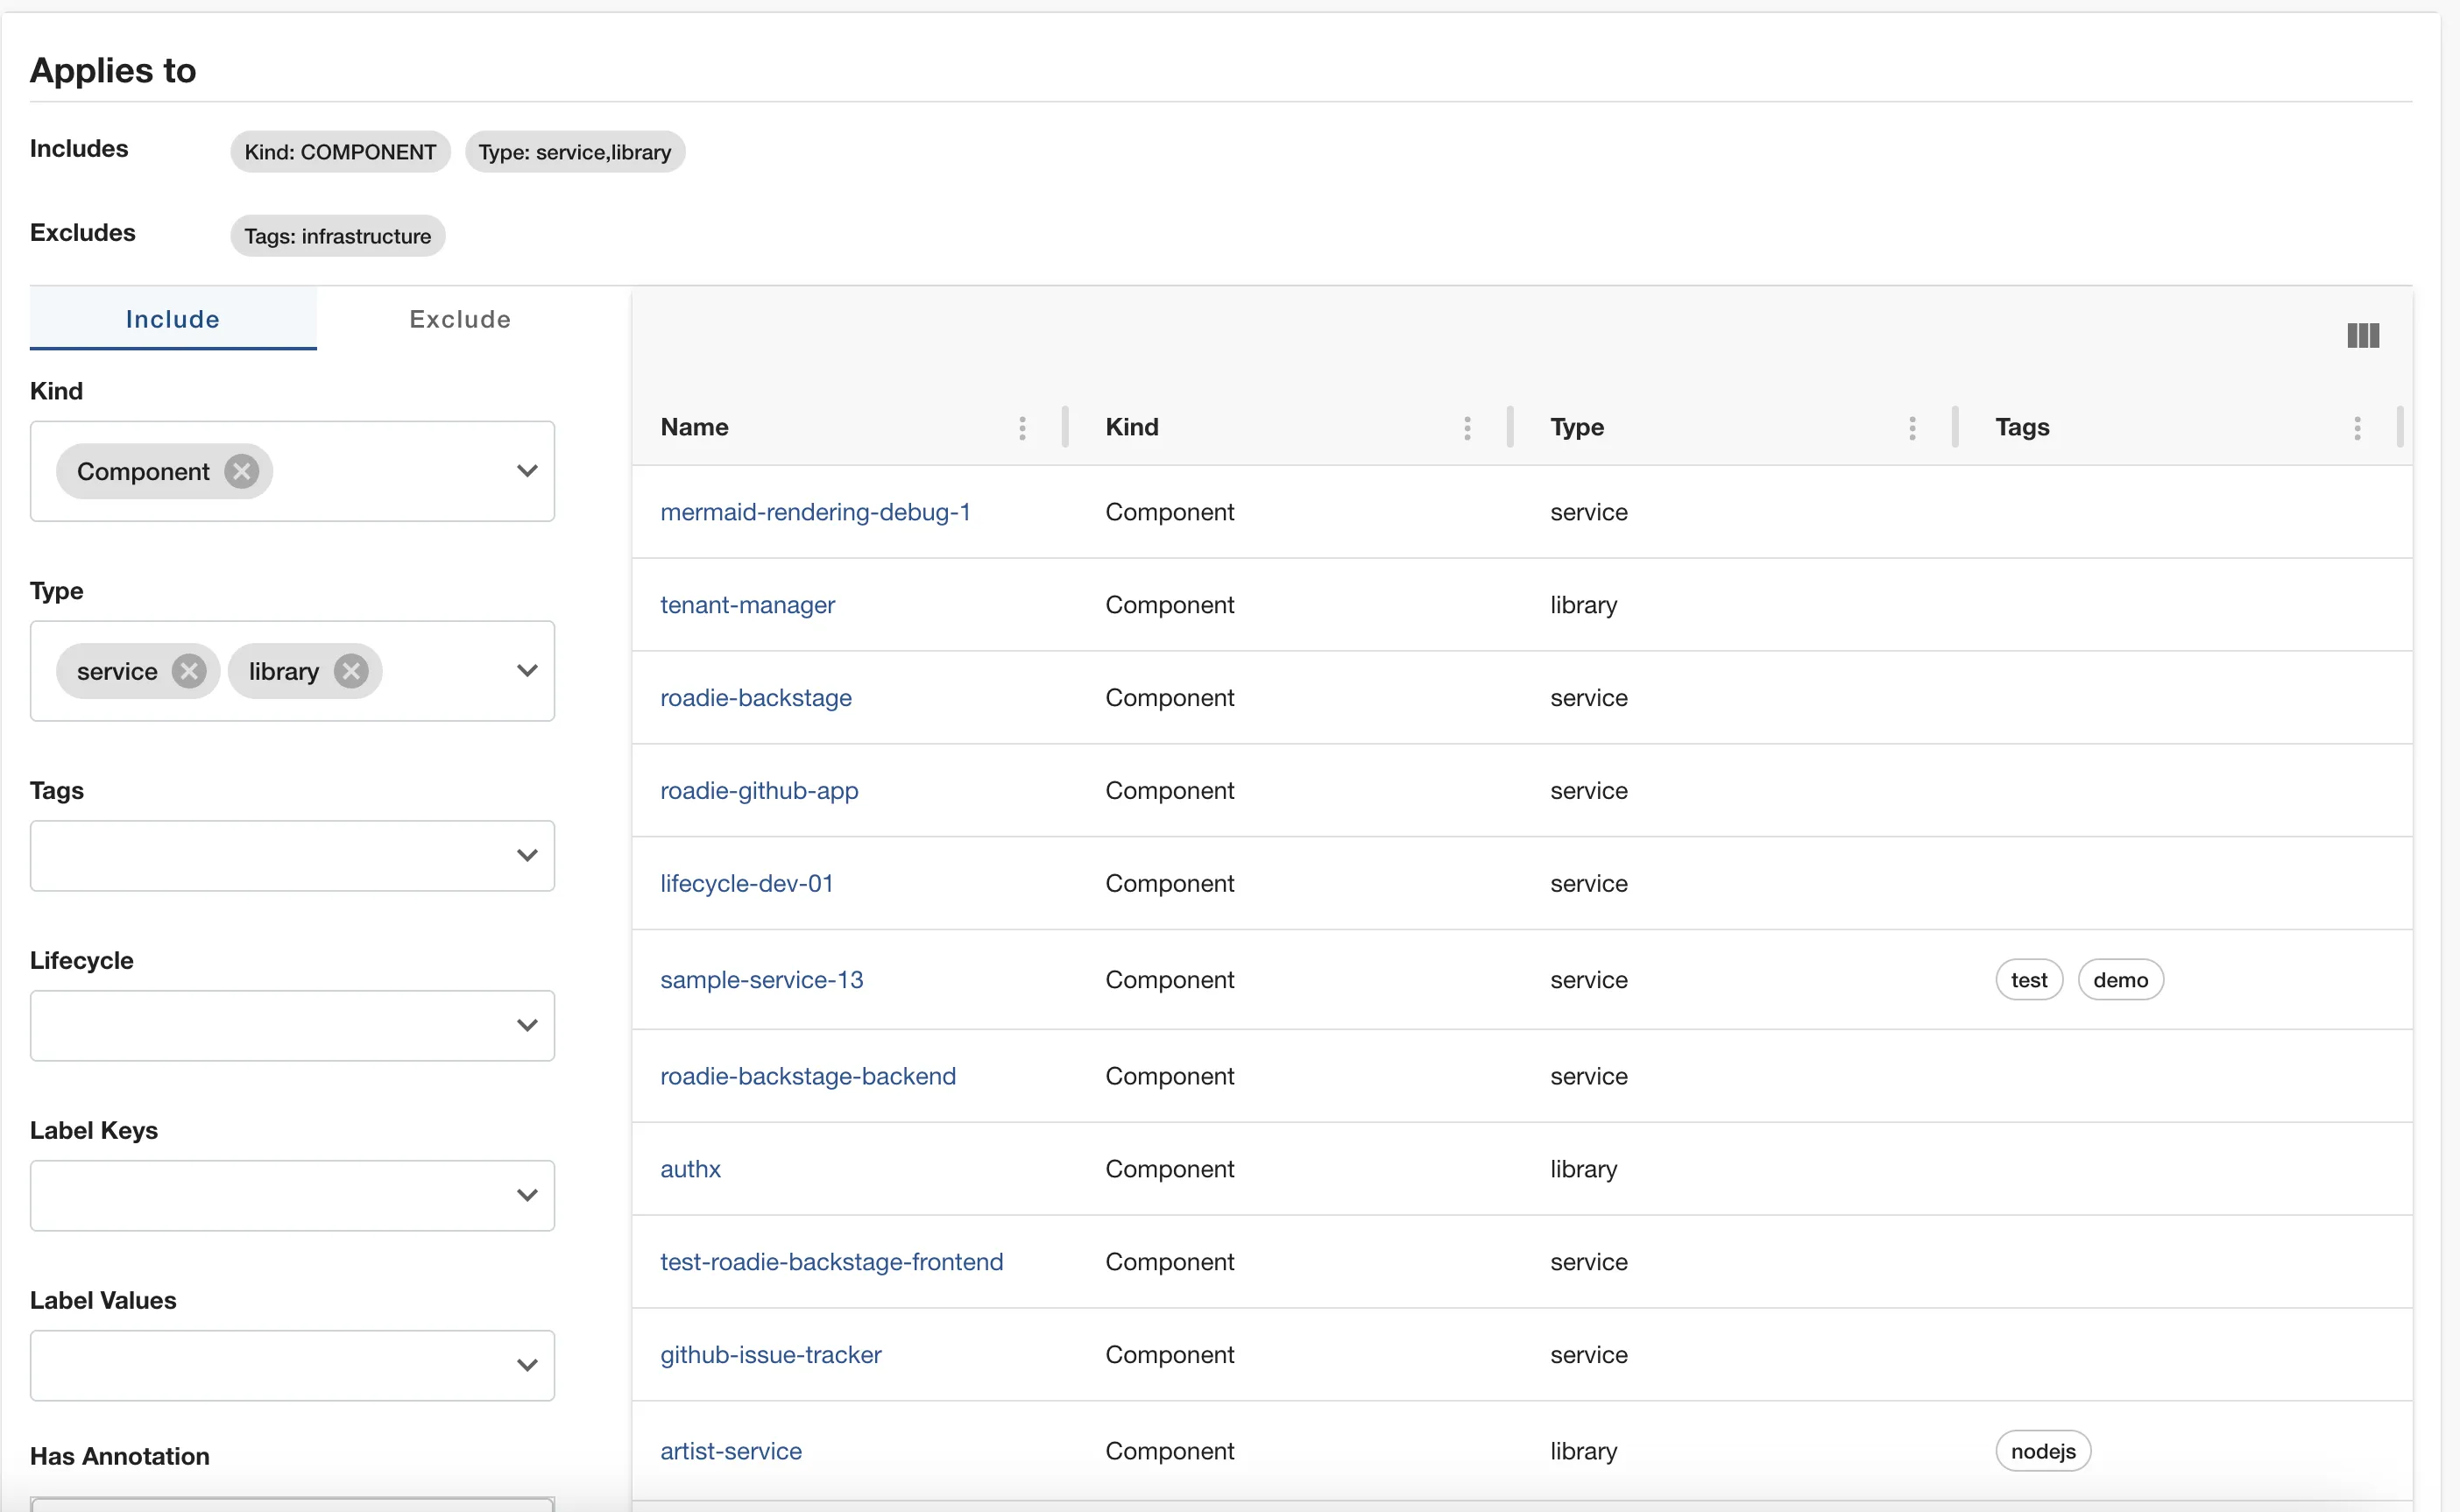 Applies to
Includes Kind: COMPONENT Type: service,library
Excludes Tags: infrastructure
Include Exclude
Kind
Component
Type
service library
Tags
Lifecycle
Label Keys
Label Values
Has Annotation
Name Kind Type Tags
mermaid-rendering-debug-1 Component service
tenant-manager Component library
roadie-backstage Component service
roadie-github-app Component service
lifecycle-dev-01 Component service
sample-service-13 Component service test demo
roadie-backstage-backend Component service
authx Component library
test-roadie-backstage-frontend Component service
github-issue-tracker Component service
artist-service Component library nodejs